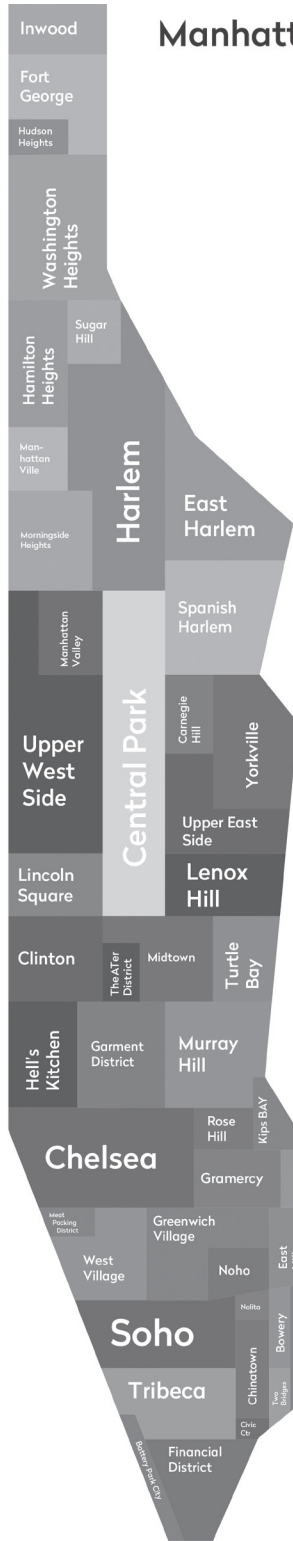 Manhatt
Inwood
Fort
George
Hudson
Heights
Washington
Heights
Sugar
Hill
Hamilton
Heights
Man-
hattan
Ville
Harlem
East
Harlem
Morningside
Heights
Spanish
Harlem
Manhattan
Valley
Central Park
Carnegie
Hill
Yorkville
Upper
West
Side
Upper East
Side
Lincoln
Square
Lenox
Hill
Clinton
The ATer
District
Midtown
Turtle
Bay
Hell's
Kitchen
Garment
District
Murray
Hill
Kips BAY
Rose
Hill
Chelsea
Gramercy
Meat
Packing
District
Greenwich
Village
West
Village
Noho
East
Nolita
Soho
Bowery
Chinatown
Tribeca
Two
Bridges
Civic
Ctr
Battery Park City
Financial
District